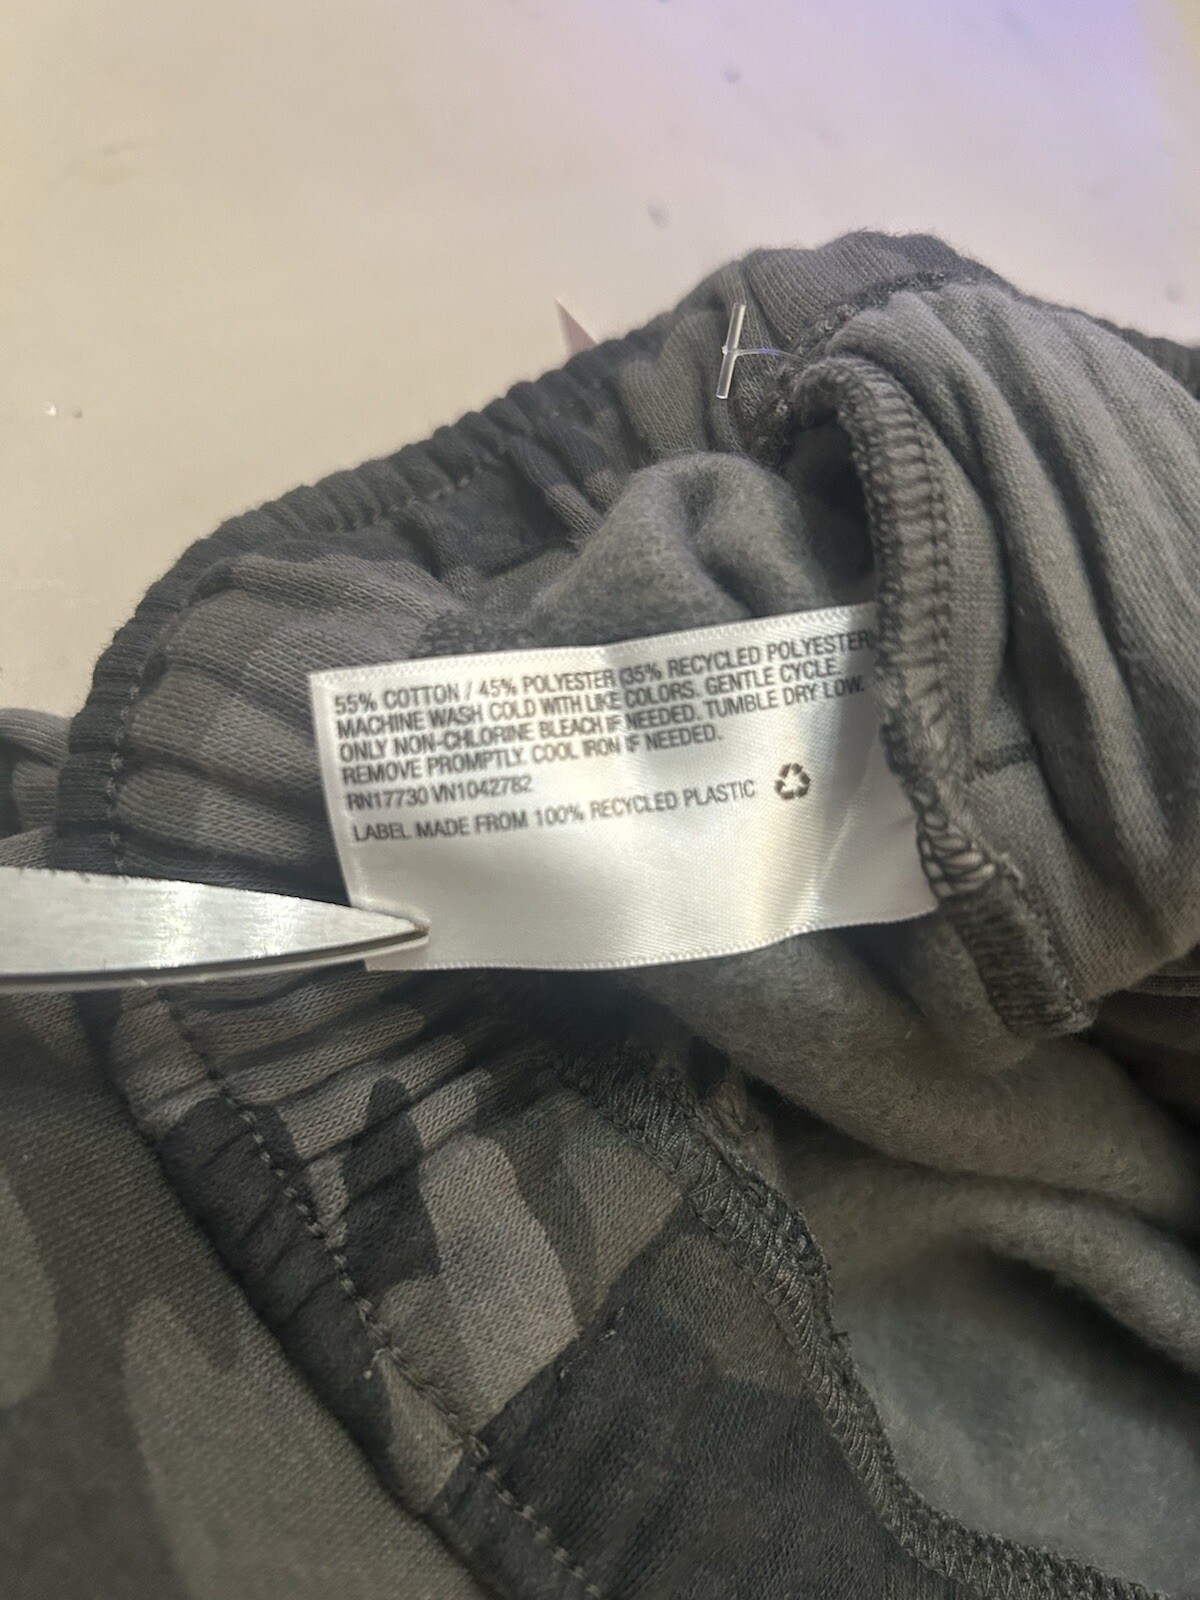 55% COTTON / 45% POLYESTER (35% RECYCLED POLYESTER
MACHINE WASH COLD WITH LIKE COLORS. GENTLE CYCLE.
ONLY NON-CHLORINE BLEACH IF NEEDED. TUMBLE DRY LOW.
REMOVE PROMPTLY. COOL IRON IF NEEDED.
RN17730 VN1042782
LABEL MADE FROM 100% RECYCLED PLASTIC